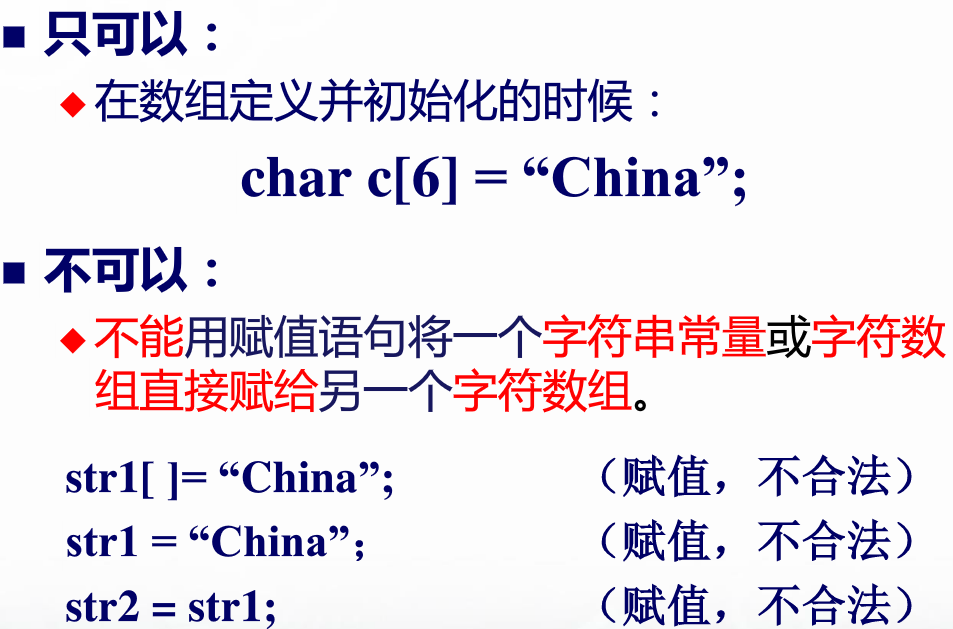 ■ 只可以：
◆在数组定义并初始化的时候：
char c[6] = “China”;
■ 不可以：
◆不能用赋值语句将一个字符串常量或字符数
组直接赋给另一个字符数组。
str1[ ]= “China”; （赋值，不合法）
str1 = “China”； （赋值，不合法）
str2 = str1; （赋值，不合法）